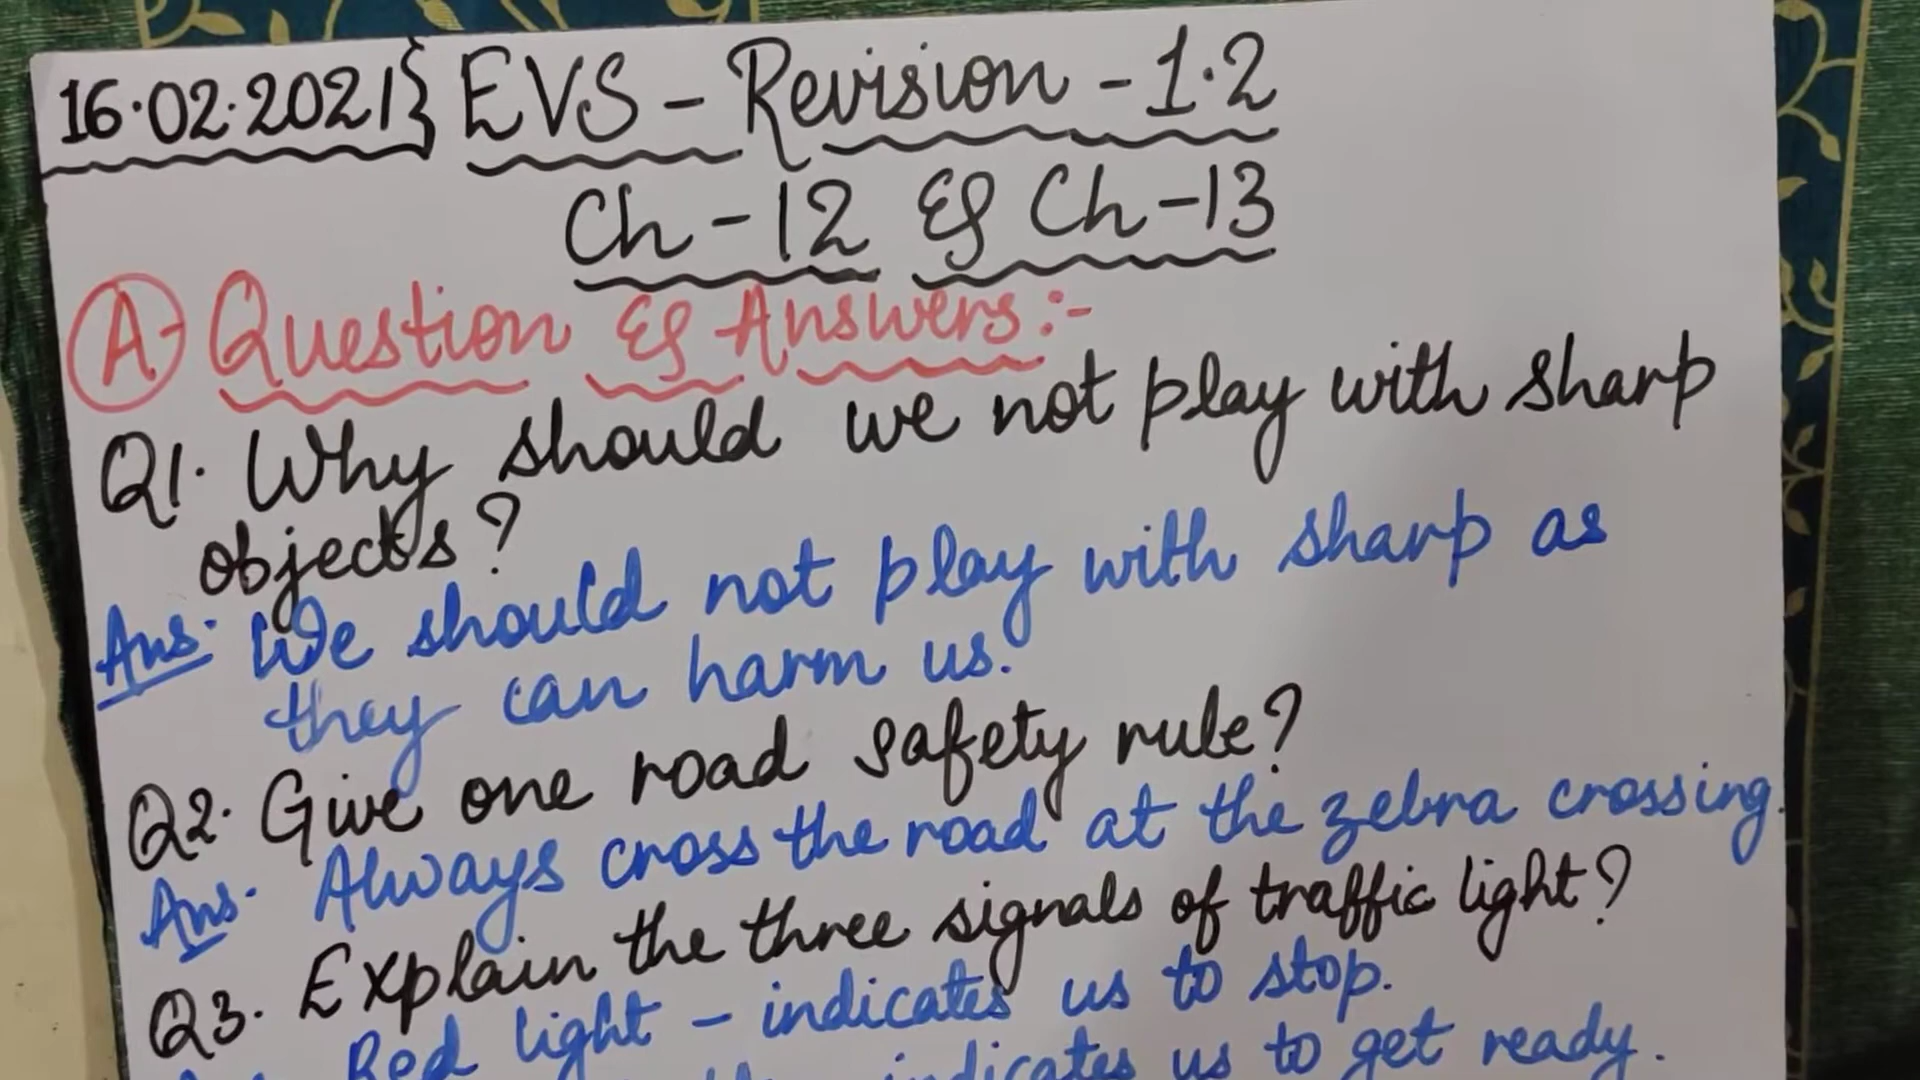 16.02.2021} EVS - Revision - 1.2
Ch - 12 & Ch - 13
A. Question & Answers:-
Q1. Why should we not play with sharp
objects?
Ans. We should not play with sharp as
they can harm us.
Q2. Give one road safety rule?
Ans. Always cross the road at the zebra crossing.
Q3. Explain the three signals of traffic light?
Red light - indicates us to stop.
indicates us to get ready.